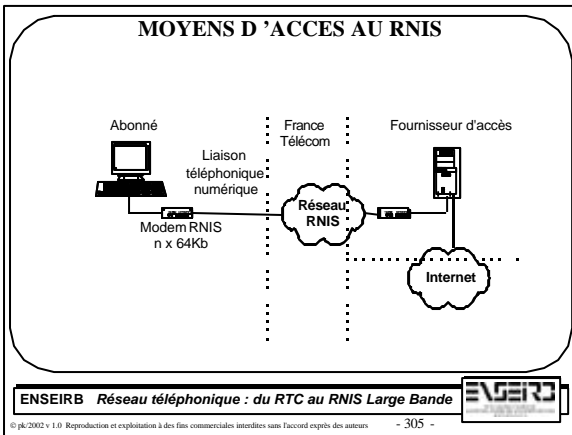 MOYENS D ’ACCES AU RNIS
Abonné
France
Télécom
Fournisseur d'accès
Liaison
téléphonique
numérique
Réseau
RNIS
Modem RNIS
n x 64Kb
Internet
ENSEIRB Réseau téléphonique : du RTC au RNIS Large Bande
ENSEIRB
© pk/2002 v 1.0 Reproduction et exploitation à des fins commerciales interdites sans l'accord exprès des auteurs - 305 -